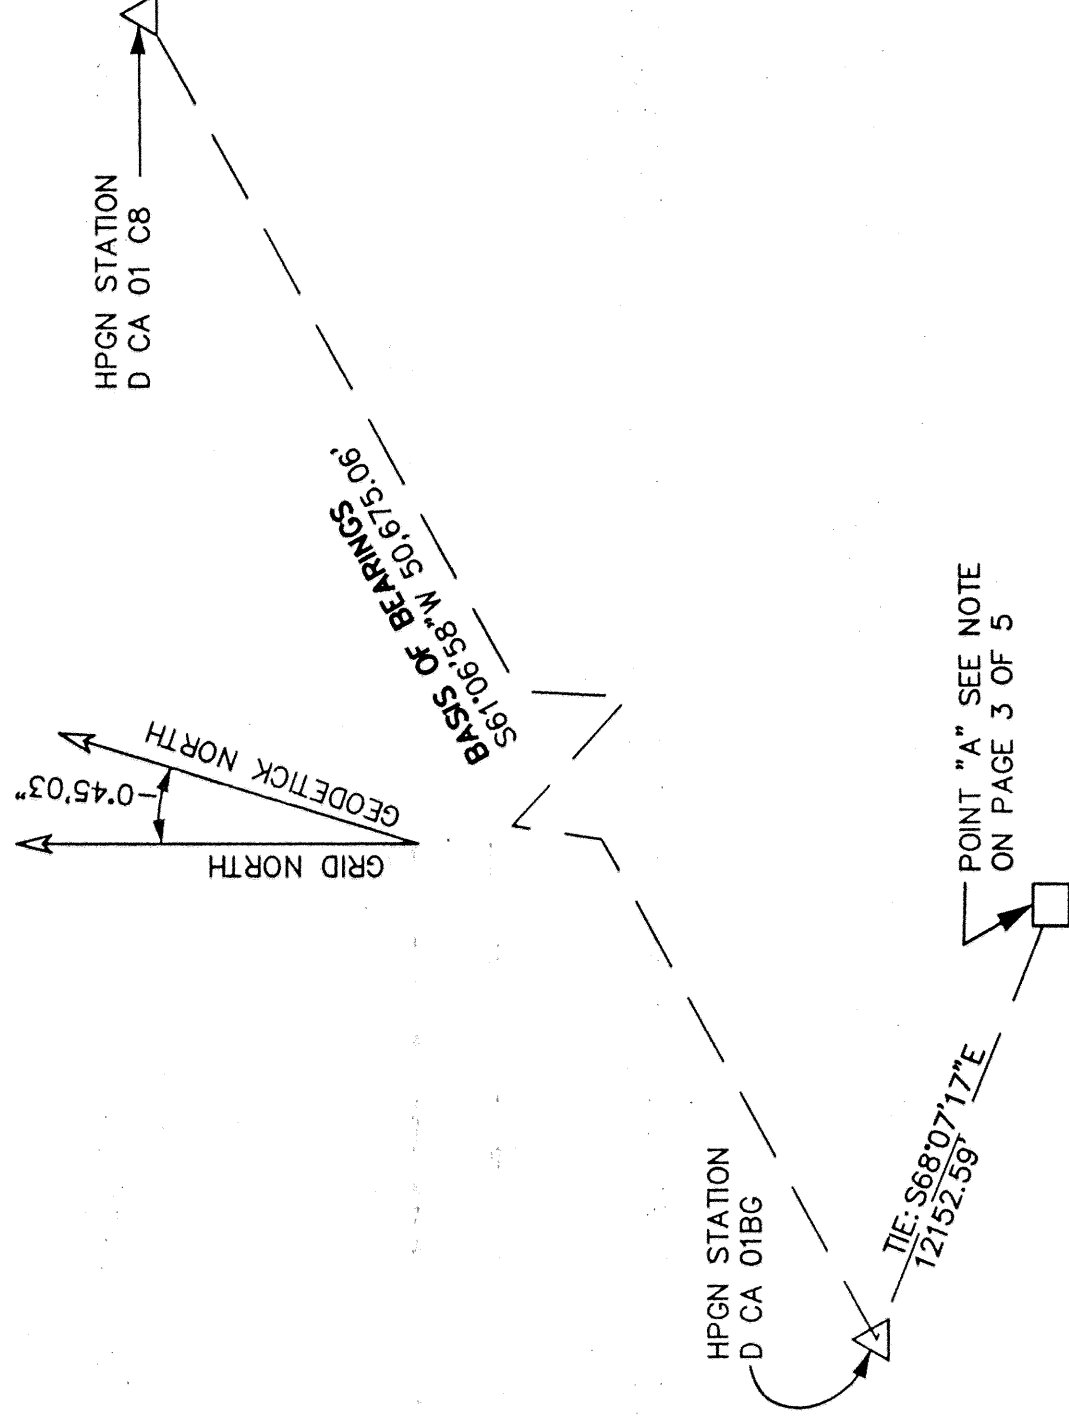 HPGN STATION
D CA 01 C8
BASIS OF BEARINGS
S61°06'58"W 50,675.06'
GEODETICK NORTH
-0°45'03"
GRID NORTH
POINT "A" SEE NOTE
ON PAGE 3 OF 5
HPGN STATION
D CA 01BG
TIE: S68°07'17"E
12152.59'